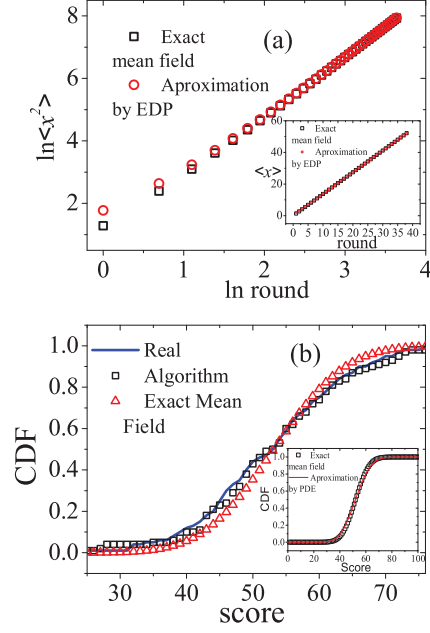 8
6
4
2
ln<x²>
(a)
Exact
mean field
Aproximation
by EDP
60
40
20
0
<x>
Exact
mean field
Aproximation
by EDP
0 5 10 15 20 25 30 35 40
round
0 1 2 3 4
ln round
1.0
0.8
0.6
0.4
0.2
0.0
CDF
(b)
Real
Algorithm
Exact Mean
Field
1.0
0.8
0.6
0.4
0.2
0.0
CDF
Exact
mean field
Aproximation
by PDE
0 20 40 60 80 100
Score
30 40 50 60 70
score